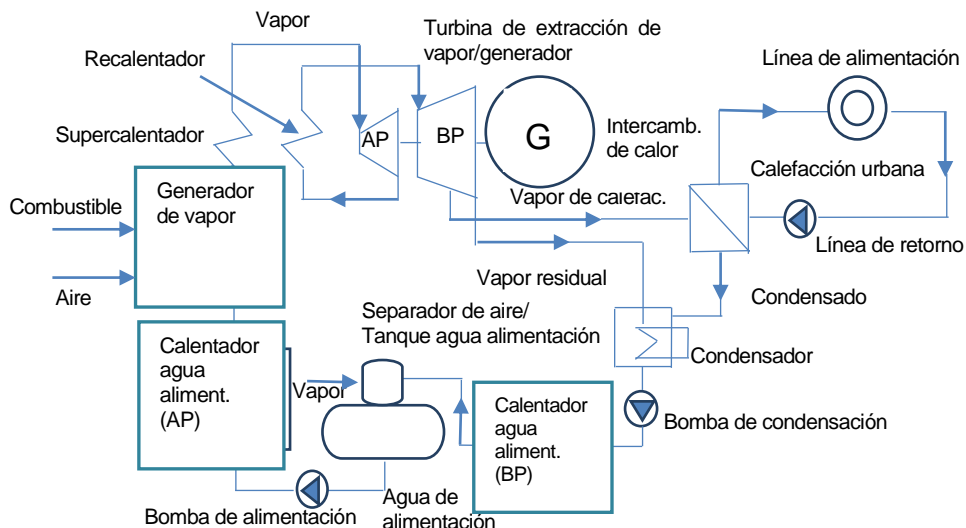 Vapor
Turbina de extracción de
vapor/generador
Recalentador
Línea de alimentación
Supercalentador
AP
BP
G
Intercamb.
de calor
Calefacción urbana
Generador
de vapor
Combustible
Vapor de calefac.
Línea de retorno
Aire
Vapor residual
Condensado
Separador de aire/
Tanque agua alimentación
Calentador
agua
aliment.
(AP)
Vapor
Condensador
Calentador
agua
aliment.
(BP)
Bomba de condensación
Bomba de alimentación
Agua de
alimentación